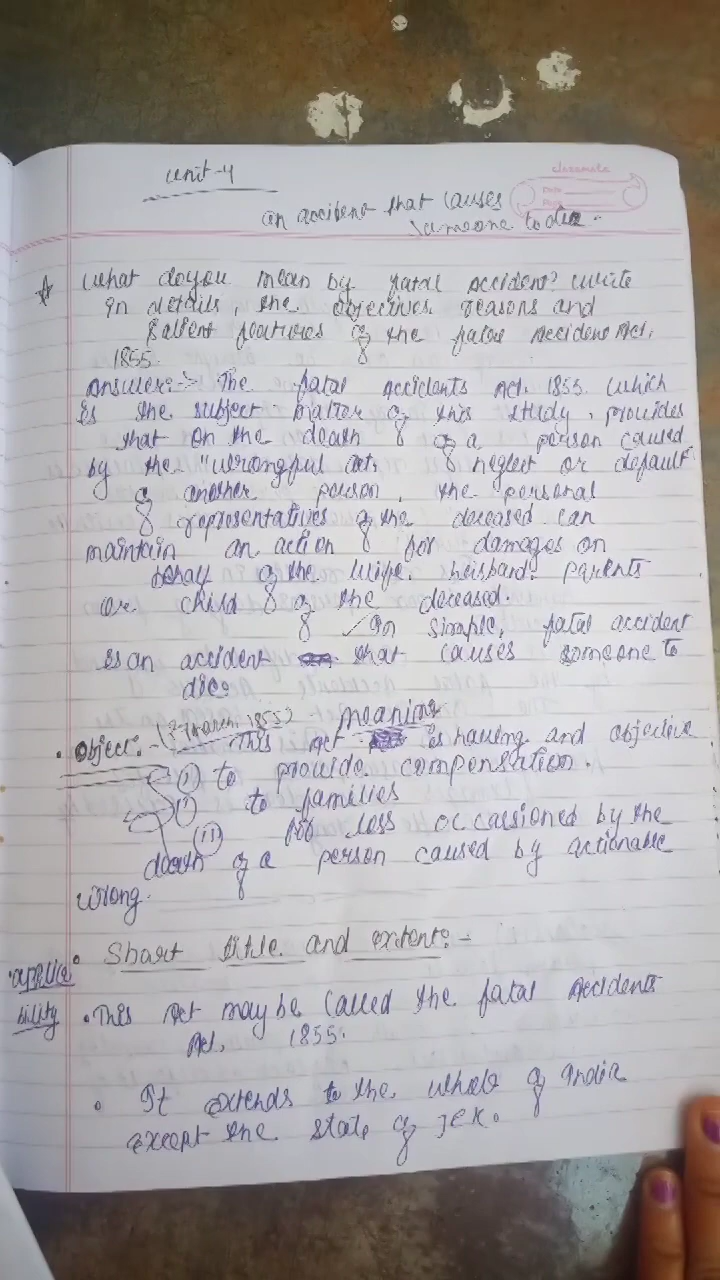 Unit-4
classmate
Date
Page
an accident that causes
someone to die.
What do you mean by fatal accident? Write
in details, the objectives, reasons and
salient features of the fatal Accident Act,
1855.
Answer:-> The fatal accidents Act. 1855 which
is the subject matter of this study, provides
that on the death of a person caused
by the "wrongful act, neglect or default
of another person, the personal
representatives of the deceased can
maintain an action for damages on
behalf of the wife, husband, parents
or child of the deceased.
In simple, fatal accident
is an accident that causes someone to
die.
Object:- (27 march, 1855) meaning
This Act is having and objective
(i) to provide compensation.
(ii) to families
(iii) for loss occassioned by the
death of a person caused by actionable
wrong.
Short title and extent:-
applica
bility
This Act may be called the fatal Accidents
Act, 1855.
It extends to the whole of India
except the state of J&K.